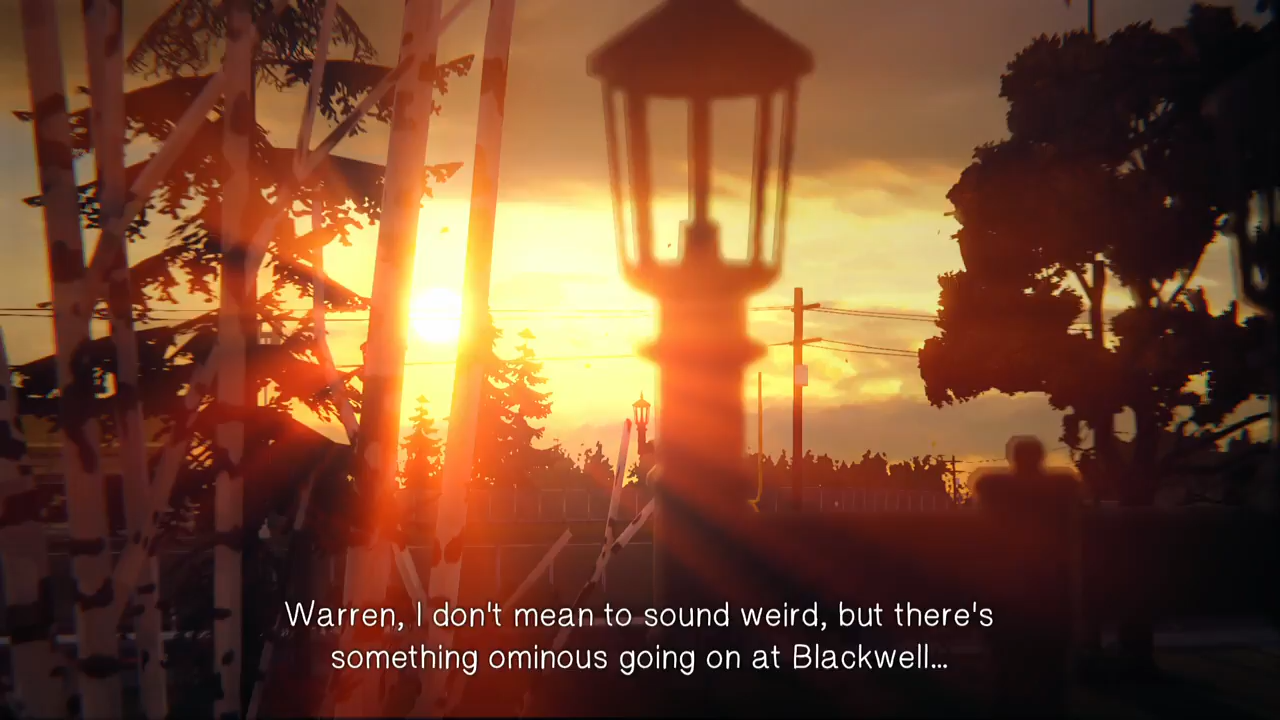 Warren, I don't mean to sound weird, but there's
something ominous going on at Blackwell...